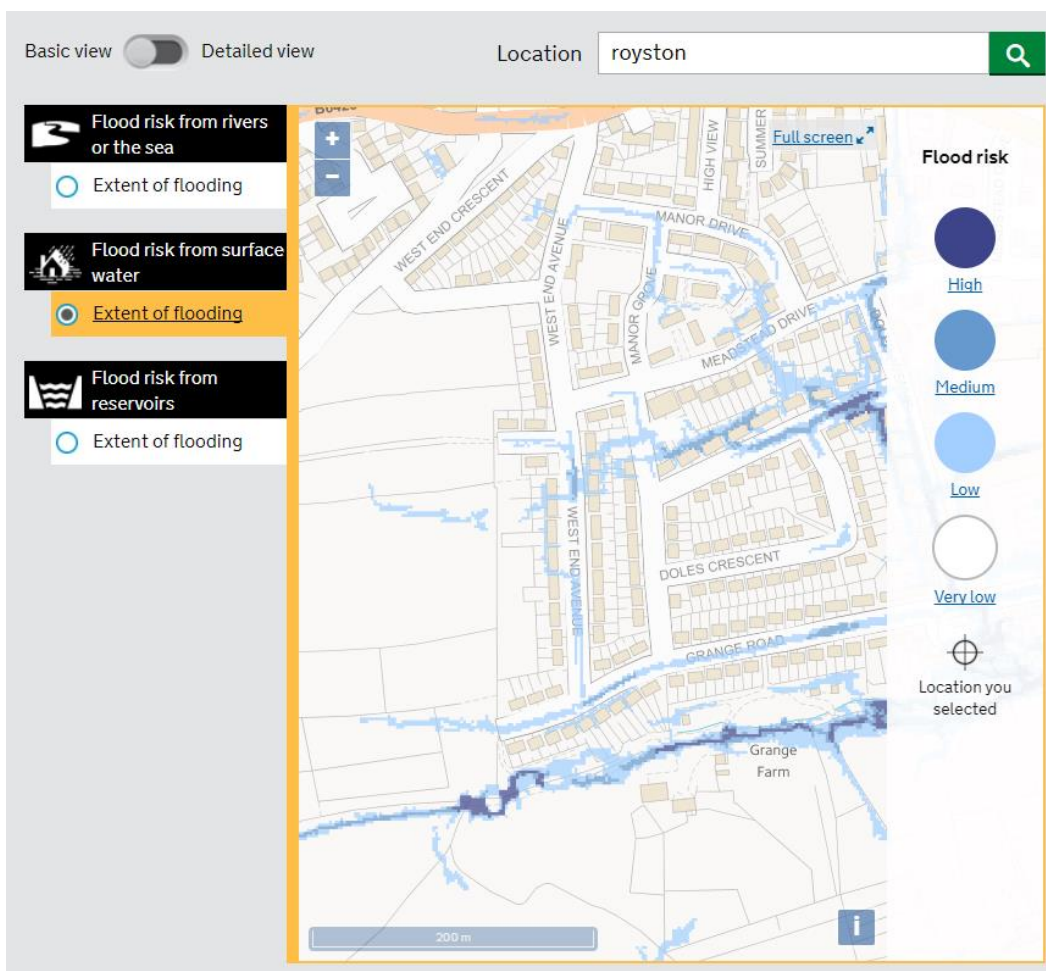 Basic view
Detailed view
Location
royston
Flood risk from rivers
or the sea
Extent of flooding
Flood risk from surface
water
Extent of flooding
Flood risk from
reservoirs
Extent of flooding
+
-
Full screen
WEST END CRESCENT
HIGH VIEW
SUMMER
MANOR DRIVE
WEST END AVENUE
MANOR GROVE
MEADSTEAD DRIVE
WEST END AVENUE
DOLES CRESCENT
GRANGE ROAD
Grange
Farm
200 m
i
Flood risk
High
Medium
Low
Very low
Location you
selected